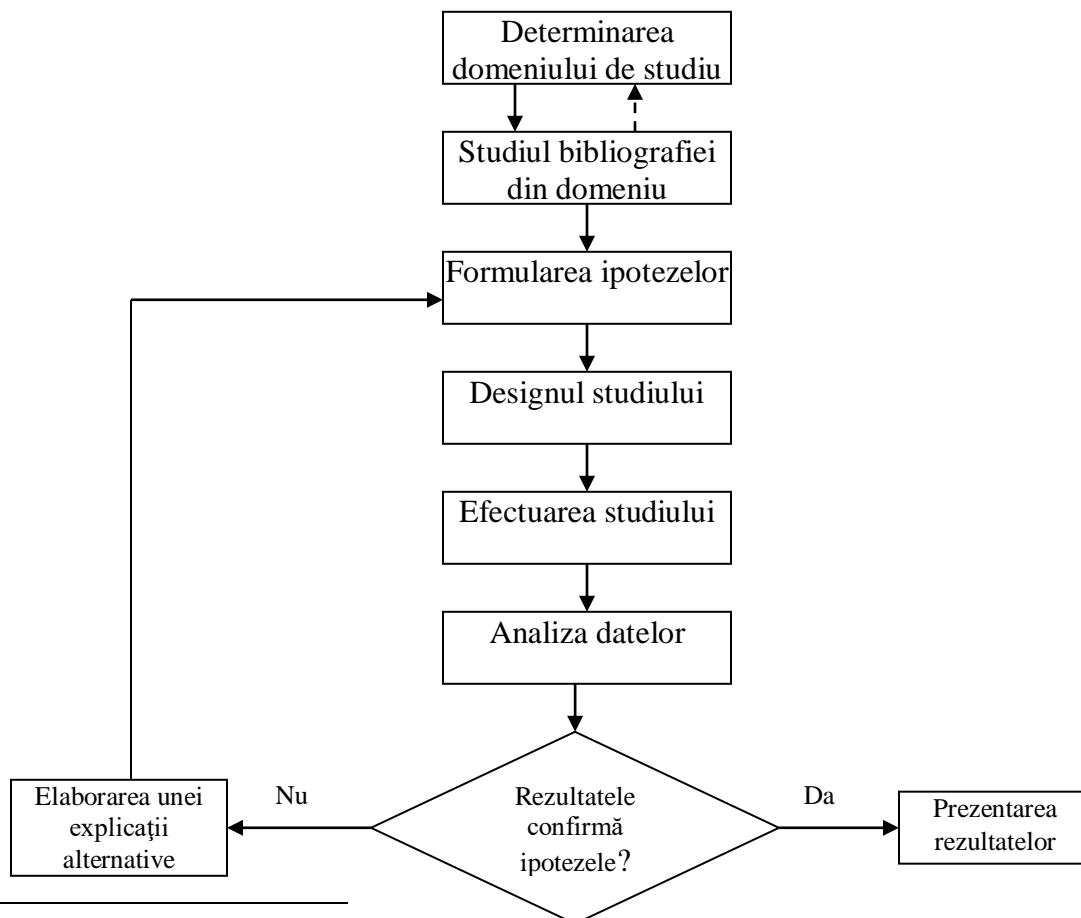 Determinarea
domeniului de studiu
Studiul bibliografiei
din domeniu
Formularea ipotezelor
Designul studiului
Efectuarea studiului
Analiza datelor
Elaborarea unei
explicaţii
alternative
Nu
Rezultatele
confirmă
ipotezele?
Da
Prezentarea
rezultatelor